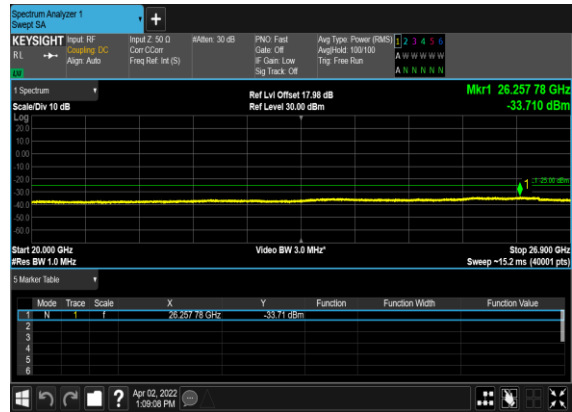 Spectrum Analyzer 1
Swept SA
KEYSIGHT Input: RF Input Z: 50 Ω #Atten: 30 dB PNO: Fast Avg Type: Power (RMS) 1 2 3 4 5 6
RL Coupling: DC Corr CCorr Gate: Off Avg|Hold: 100/100 A W W W W W
Align: Auto Freq Ref: Int (S) IF Gain: Low Trig: Free Run
Sig Track: Off A N N N N N
1 Spectrum
Ref Lvl Offset 17.98 dB Mkr1 26.257 78 GHz
Scale/Div 10 dB Ref Level 30.00 dBm -33.710 dBm
Log
20.0
10.0
0.00
-10.0
-20.0
1 -25.00 dBm
-30.0
-40.0
-50.0
-60.0
Start 20.000 GHz Video BW 3.0 MHz* Stop 26.900 GHz
#Res BW 1.0 MHz Sweep ~15.2 ms (40001 pts)
5 Marker Table
Mode Trace Scale X Y Function Function Width Function Value
1 N 1 f 26.257 78 GHz -33.71 dBm
2
3
4
5
6
? Apr 02, 2022
1:09:08 PM